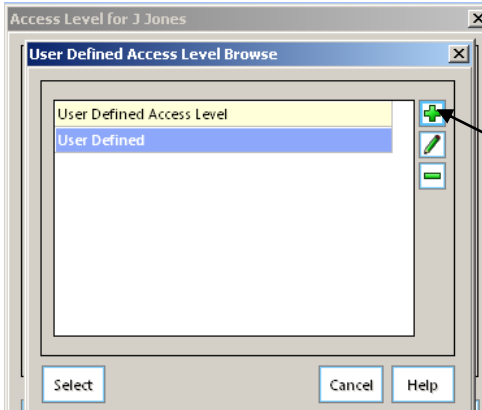 Access Level for J Jones
User Defined Access Level Browse
User Defined Access Level
User Defined
Select Cancel Help